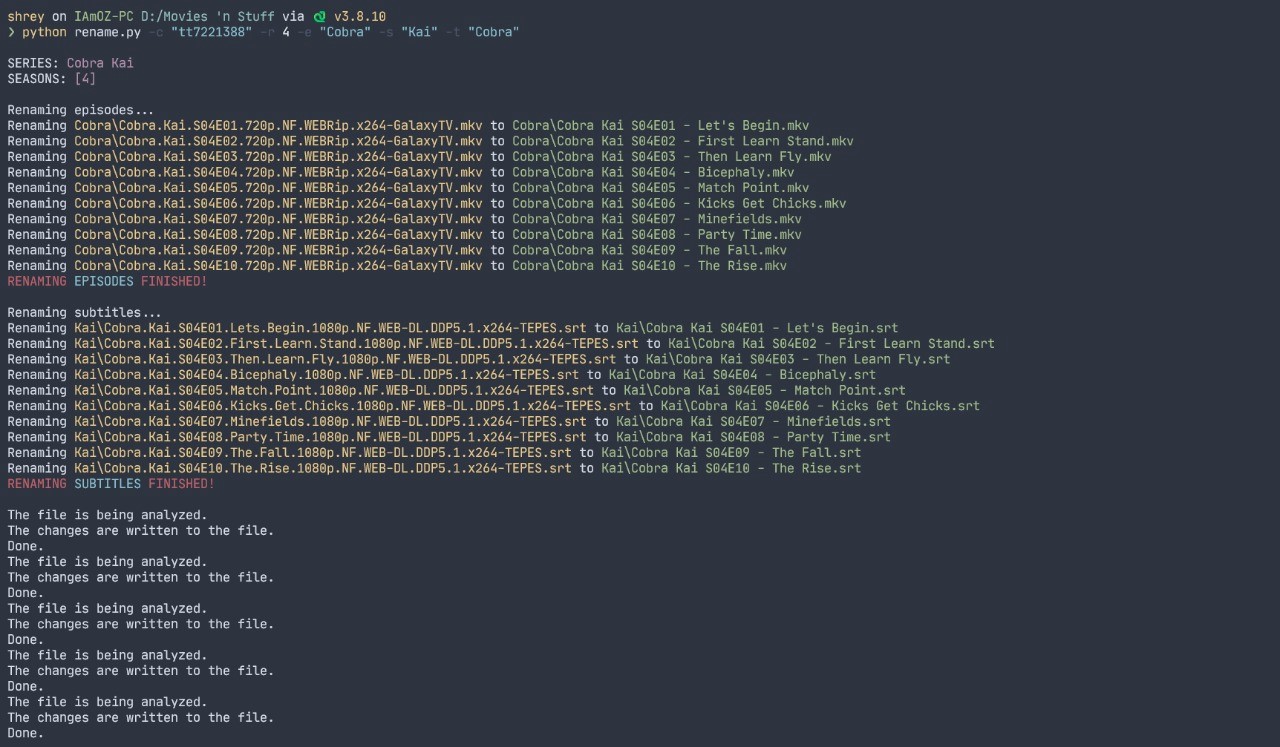 shrey on IAmOZ-PC D:/Movies 'n Stuff via v3.8.10
❯ python rename.py -c "tt7221388" -r 4 -e "Cobra" -s "Kai" -t "Cobra"
SERIES: Cobra Kai
SEASONS: [4]
Renaming episodes...
Renaming Cobra\Cobra.Kai.S04E01.720p.NF.WEBRip.x264-GalaxyTV.mkv to Cobra\Cobra Kai S04E01 - Let's Begin.mkv
Renaming Cobra\Cobra.Kai.S04E02.720p.NF.WEBRip.x264-GalaxyTV.mkv to Cobra\Cobra Kai S04E02 - First Learn Stand.mkv
Renaming Cobra\Cobra.Kai.S04E03.720p.NF.WEBRip.x264-GalaxyTV.mkv to Cobra\Cobra Kai S04E03 - Then Learn Fly.mkv
Renaming Cobra\Cobra.Kai.S04E04.720p.NF.WEBRip.x264-GalaxyTV.mkv to Cobra\Cobra Kai S04E04 - Bicephaly.mkv
Renaming Cobra\Cobra.Kai.S04E05.720p.NF.WEBRip.x264-GalaxyTV.mkv to Cobra\Cobra Kai S04E05 - Match Point.mkv
Renaming Cobra\Cobra.Kai.S04E06.720p.NF.WEBRip.x264-GalaxyTV.mkv to Cobra\Cobra Kai S04E06 - Kicks Get Chicks.mkv
Renaming Cobra\Cobra.Kai.S04E07.720p.NF.WEBRip.x264-GalaxyTV.mkv to Cobra\Cobra Kai S04E07 - Minefields.mkv
Renaming Cobra\Cobra.Kai.S04E08.720p.NF.WEBRip.x264-GalaxyTV.mkv to Cobra\Cobra Kai S04E08 - Party Time.mkv
Renaming Cobra\Cobra.Kai.S04E09.720p.NF.WEBRip.x264-GalaxyTV.mkv to Cobra\Cobra Kai S04E09 - The Fall.mkv
Renaming Cobra\Cobra.Kai.S04E10.720p.NF.WEBRip.x264-GalaxyTV.mkv to Cobra\Cobra Kai S04E10 - The Rise.mkv
RENAMING EPISODES FINISHED!
Renaming subtitles...
Renaming Kai\Cobra.Kai.S04E01.Lets.Begin.1080p.NF.WEB-DL.DDP5.1.x264-TEPES.srt to Kai\Cobra Kai S04E01 - Let's Begin.srt
Renaming Kai\Cobra.Kai.S04E02.First.Learn.Stand.1080p.NF.WEB-DL.DDP5.1.x264-TEPES.srt to Kai\Cobra Kai S04E02 - First Learn Stand.srt
Renaming Kai\Cobra.Kai.S04E03.Then.Learn.Fly.1080p.NF.WEB-DL.DDP5.1.x264-TEPES.srt to Kai\Cobra Kai S04E03 - Then Learn Fly.srt
Renaming Kai\Cobra.Kai.S04E04.Bicephaly.1080p.NF.WEB-DL.DDP5.1.x264-TEPES.srt to Kai\Cobra Kai S04E04 - Bicephaly.srt
Renaming Kai\Cobra.Kai.S04E05.Match.Point.1080p.NF.WEB-DL.DDP5.1.x264-TEPES.srt to Kai\Cobra Kai S04E05 - Match Point.srt
Renaming Kai\Cobra.Kai.S04E06.Kicks.Get.Chicks.1080p.NF.WEB-DL.DDP5.1.x264-TEPES.srt to Kai\Cobra Kai S04E06 - Kicks Get Chicks.srt
Renaming Kai\Cobra.Kai.S04E07.Minefields.1080p.NF.WEB-DL.DDP5.1.x264-TEPES.srt to Kai\Cobra Kai S04E07 - Minefields.srt
Renaming Kai\Cobra.Kai.S04E08.Party.Time.1080p.NF.WEB-DL.DDP5.1.x264-TEPES.srt to Kai\Cobra Kai S04E08 - Party Time.srt
Renaming Kai\Cobra.Kai.S04E09.The.Fall.1080p.NF.WEB-DL.DDP5.1.x264-TEPES.srt to Kai\Cobra Kai S04E09 - The Fall.srt
Renaming Kai\Cobra.Kai.S04E10.The.Rise.1080p.NF.WEB-DL.DDP5.1.x264-TEPES.srt to Kai\Cobra Kai S04E10 - The Rise.srt
RENAMING SUBTITLES FINISHED!
The file is being analyzed.
The changes are written to the file.
Done.
The file is being analyzed.
The changes are written to the file.
Done.
The file is being analyzed.
The changes are written to the file.
Done.
The file is being analyzed.
The changes are written to the file.
Done.
The file is being analyzed.
The changes are written to the file.
Done.